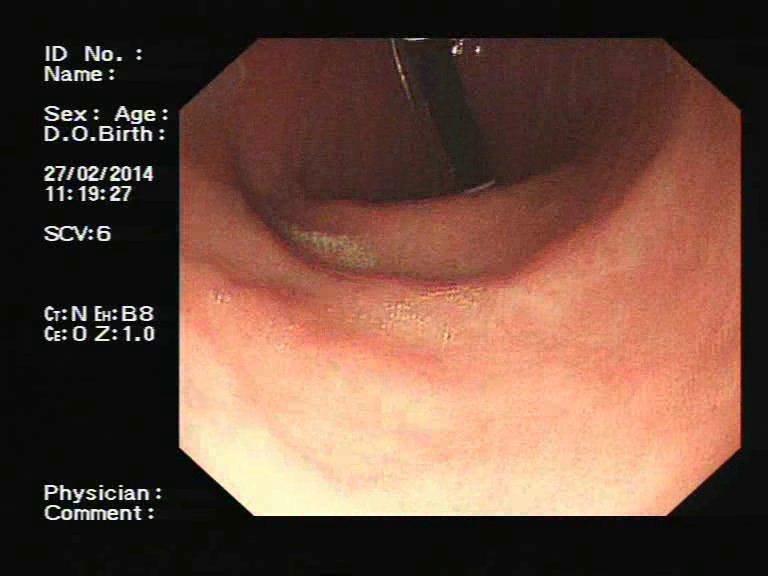 ID No. :
Name :
Sex : Age :
D.O.Birth :
27/02/2014
11:19:27
SCV:6
CT:N EH:B8
CE:0 Z:1.0
Physician :
Comment :